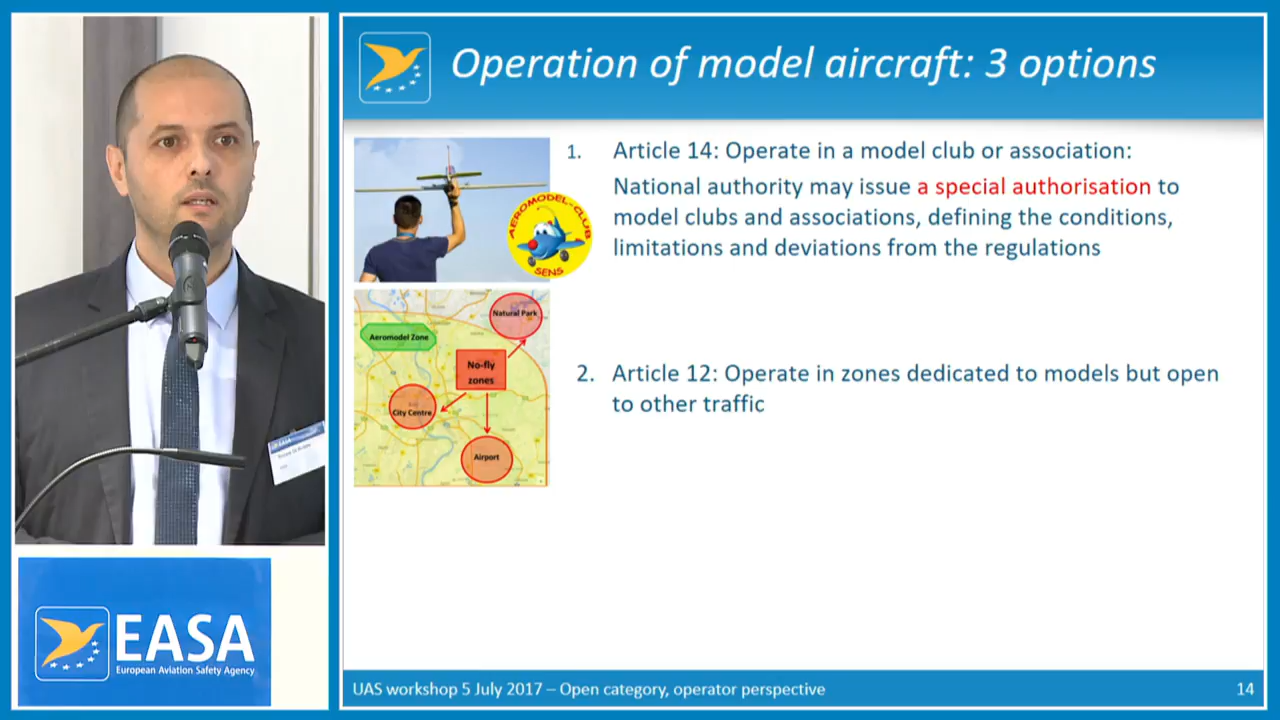 Operation of model aircraft: 3 options
1. Article 14: Operate in a model club or association:
National authority may issue a special authorisation to
model clubs and associations, defining the conditions,
limitations and deviations from the regulations
AEROMODEL-CLUB
SENS
Natural Park
Aeromodel Zone
No-fly
zones
City Centre
Airport
2. Article 12: Operate in zones dedicated to models but open
to other traffic
EASA
European Aviation Safety Agency
UAS workshop 5 July 2017 – Open category, operator perspective
14